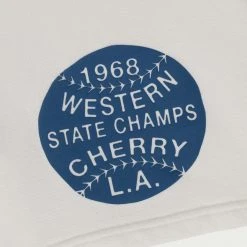 1968
WESTERN
STATE CHAMPS
CHERRY
L.A.